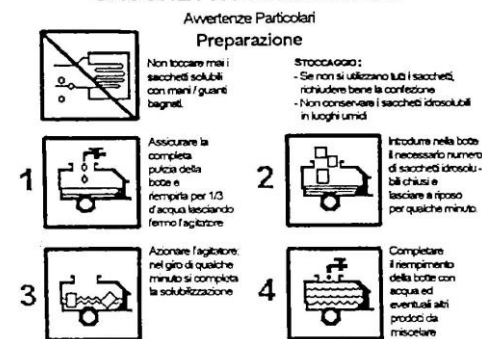 Avvertenze Particolari
Preparazione
Non toccare mai i
sacchetti solubili
con mani / guanti
bagnati.
STOCCAGGIO :
- Se non si utilizzano tutti i sacchetti,
richiudere bene la confezione
- Non conservare i sacchetti idrosolubili
in luoghi umidi
1
Assicurare la
completa
pulizia della
botte e
riempirla per 1/3
d'acqua lasciando
fermo l'agitatore
2
Introdurre nella botte
il necessario numero
di sacchetti idrosolu -
bili chiusi e
lasciare a riposo
per qualche minuto.
3
Azionare l'agitatore;
nel giro di qualche
minuto si completa
la solubilizzazione
4
Completare
il riempimento
della botte con
acqua ed
eventuali altri
prodotti da
miscelare